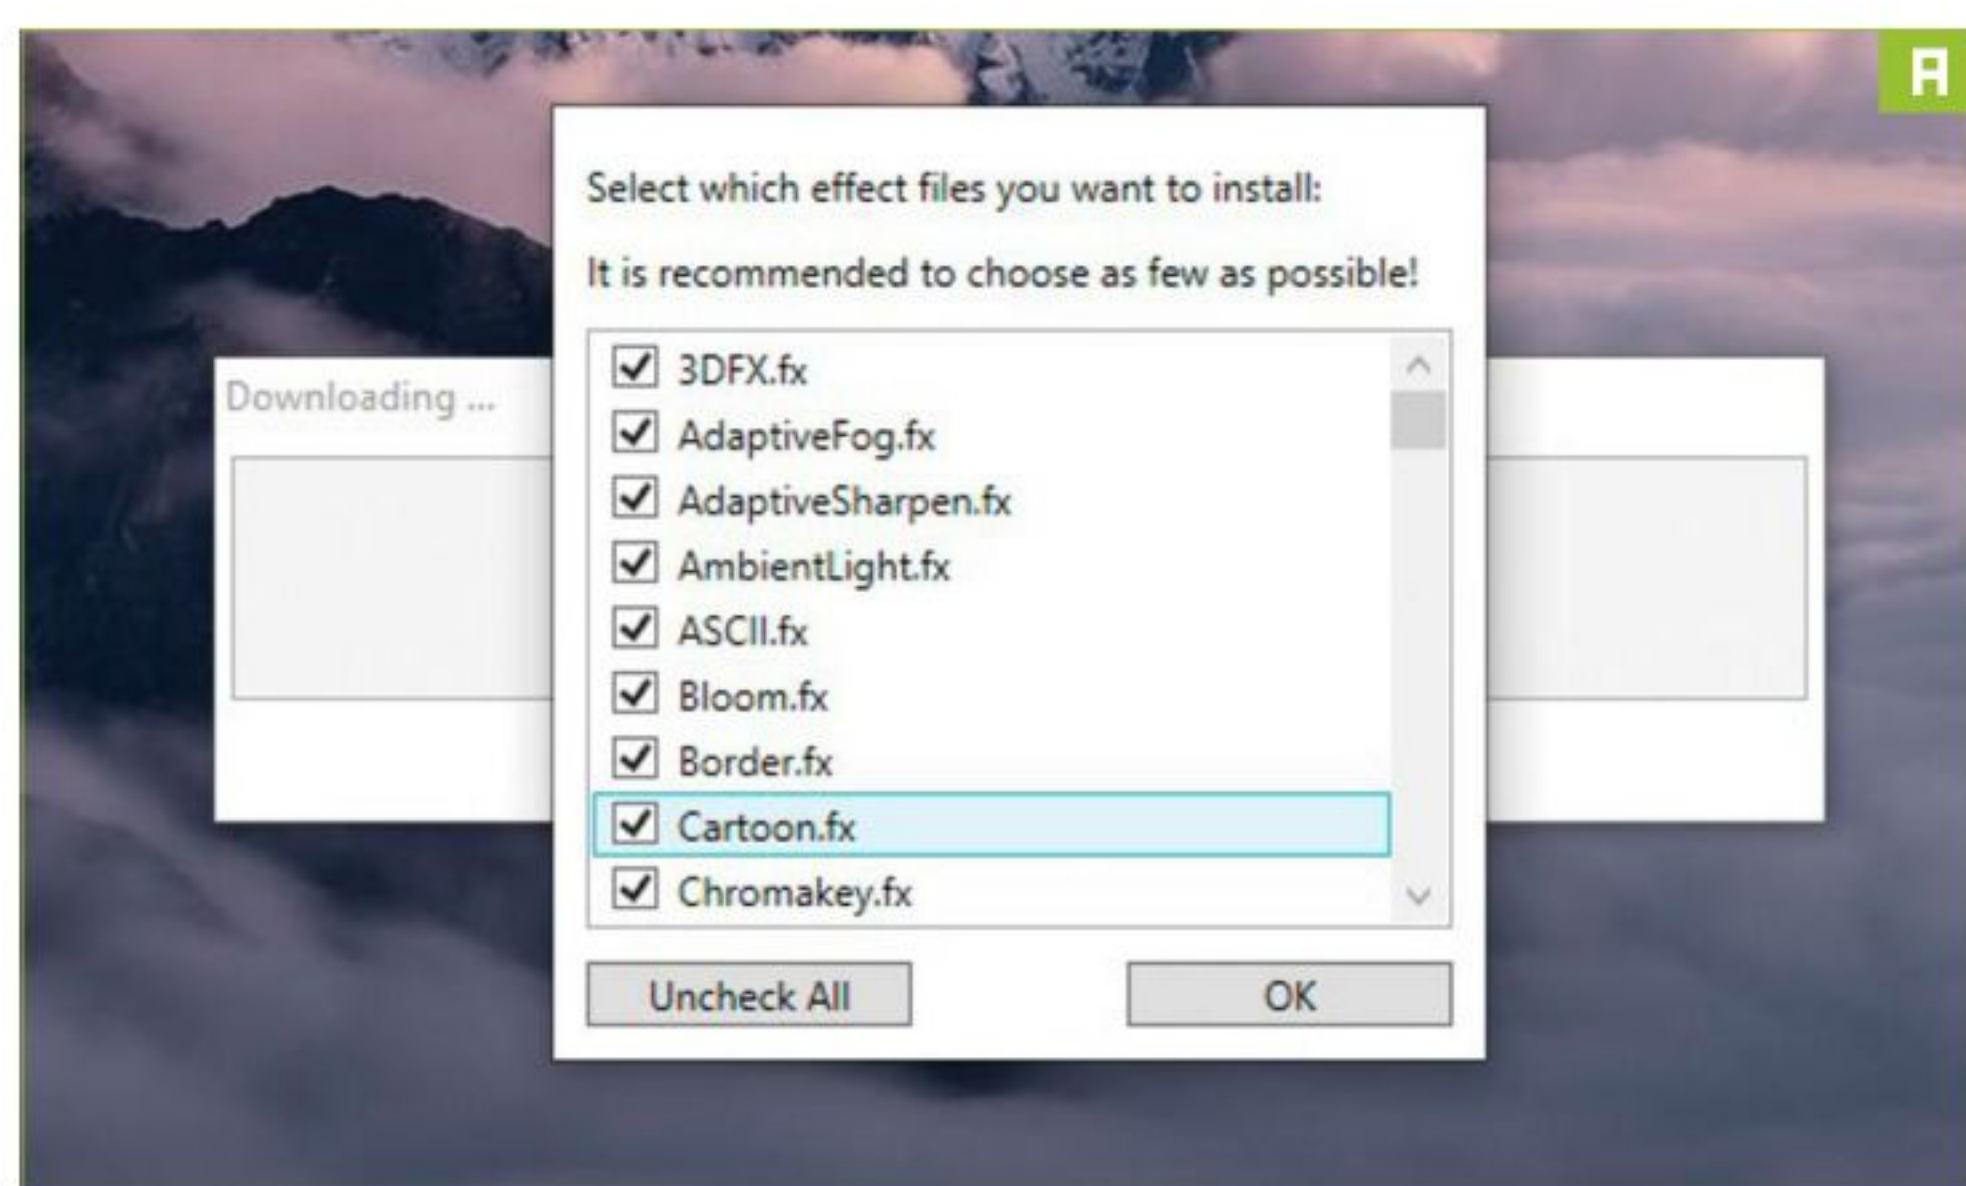 A
Select which effect files you want to install:
It is recommended to choose as few as possible!
Downloading ...
3DFX.fx
AdaptiveFog.fx
AdaptiveSharpen.fx
AmbientLight.fx
ASCII.fx
Bloom.fx
Border.fx
Cartoon.fx
Chromakey.fx
Uncheck All
OK